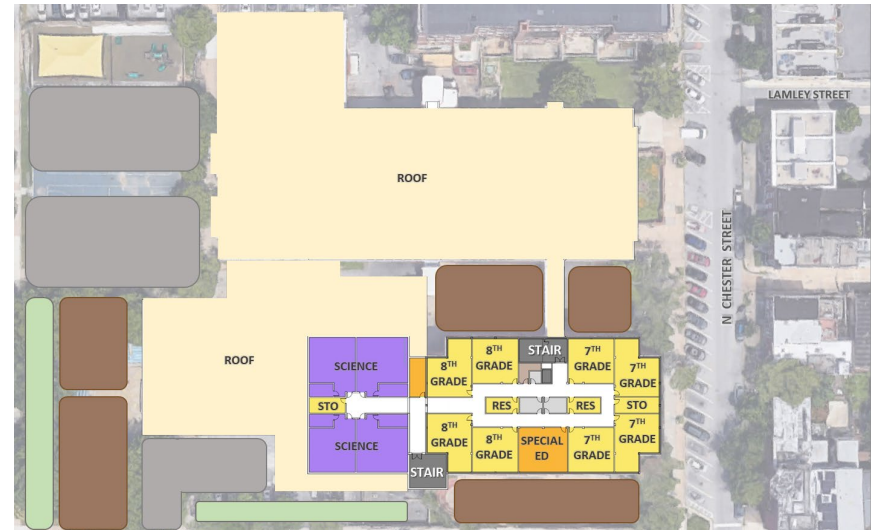 LAMLEY STREET
ROOF
N CHESTER STREET
ROOF
SCIENCE
8TH
GRADE
8TH
GRADE
STAIR
7TH
GRADE
7TH
GRADE
STO
RES
RES
STO
SCIENCE
8TH
GRADE
8TH
GRADE
SPECIAL
ED
7TH
GRADE
7TH
GRADE
STAIR